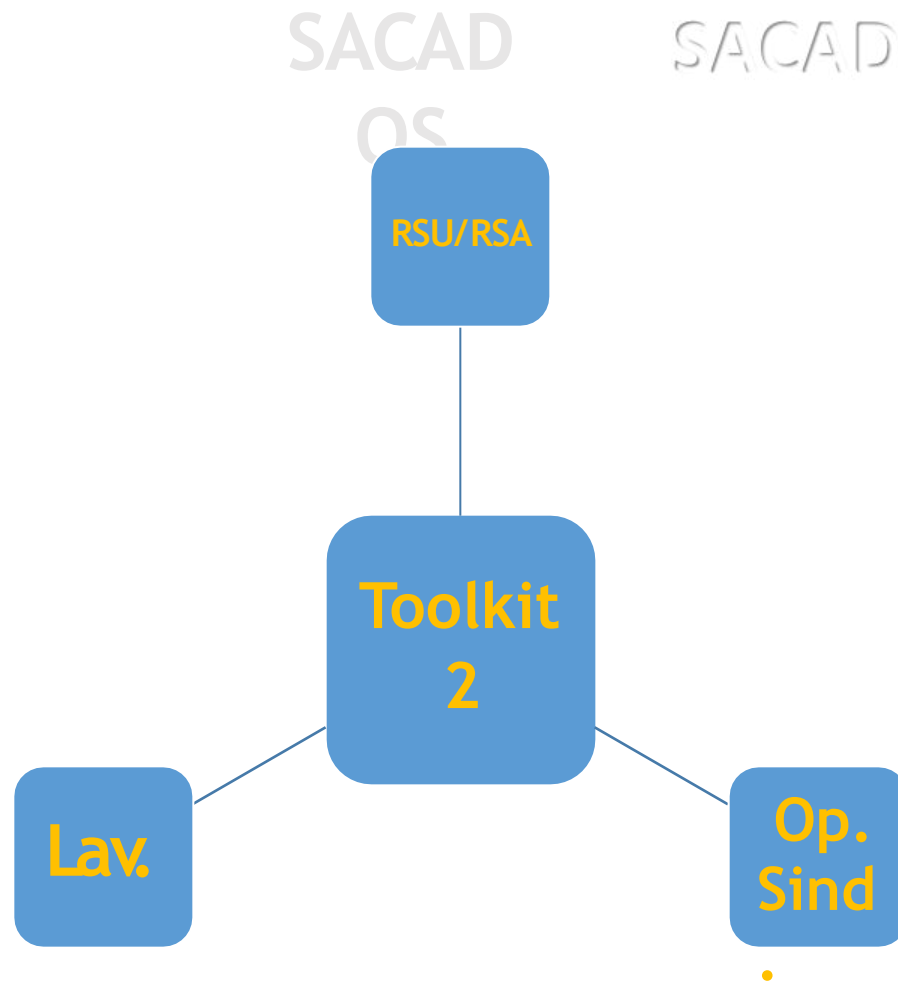 SACAD
SACAD
OS
RSU/RSA
Toolkit
2
Lav.
Op.
Sind
.